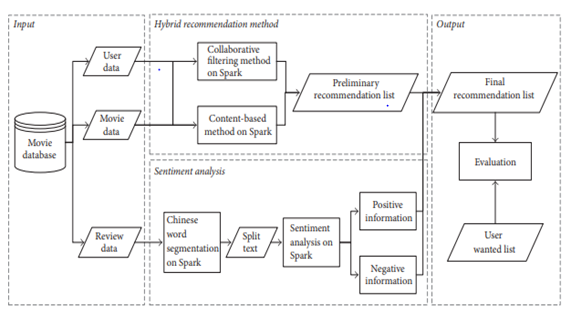 Input
Hybrid recommendation method
Output
User
data
Movie
data
Movie
database
Review
data
Collaborative
filtering method
on Spark
Content-based
method on Spark
Preliminary
recommendation list
Sentiment analysis
Chinese
word
segmentation
on Spark
Split
text
Sentiment
analysis on
Spark
Positive
information
Negative
information
Final
recommendation list
Evaluation
User
wanted list